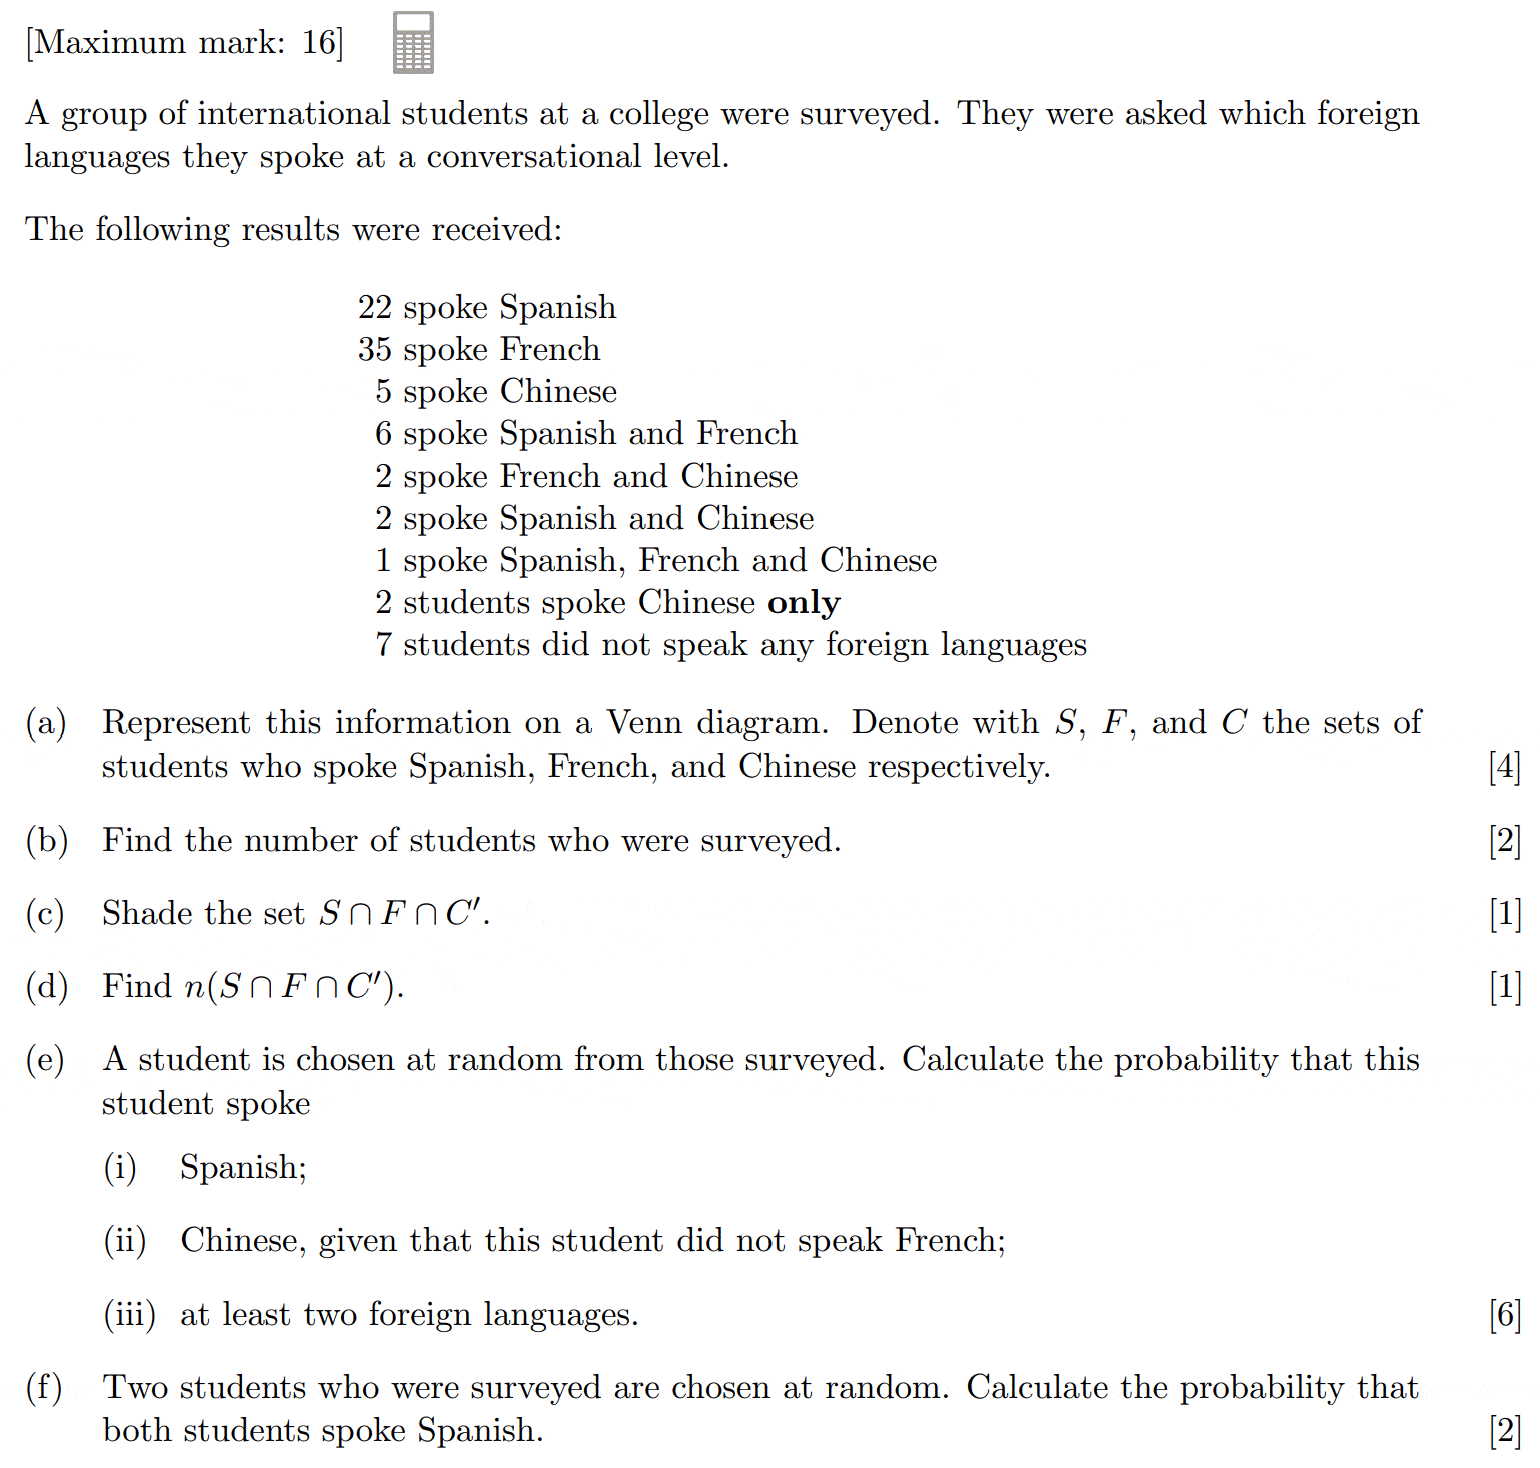 [Maximum mark: 16]
A group of international students at a college were surveyed. They were asked which foreign
languages they spoke at a conversational level.
The following results were received:
22 spoke Spanish
35 spoke French
5 spoke Chinese
6 spoke Spanish and French
2 spoke French and Chinese
2 spoke Spanish and Chinese
1 spoke Spanish, French and Chinese
2 students spoke Chinese only
7 students did not speak any foreign languages
(a) Represent this information on a Venn diagram. Denote with S, F, and C the sets of
students who spoke Spanish, French, and Chinese respectively. [4]
(b) Find the number of students who were surveyed. [2]
(c) Shade the set S ∩ F ∩ C′. [1]
(d) Find n(S ∩ F ∩ C′). [1]
(e) A student is chosen at random from those surveyed. Calculate the probability that this
student spoke
(i) Spanish;
(ii) Chinese, given that this student did not speak French;
(iii) at least two foreign languages. [6]
(f) Two students who were surveyed are chosen at random. Calculate the probability that
both students spoke Spanish. [2]